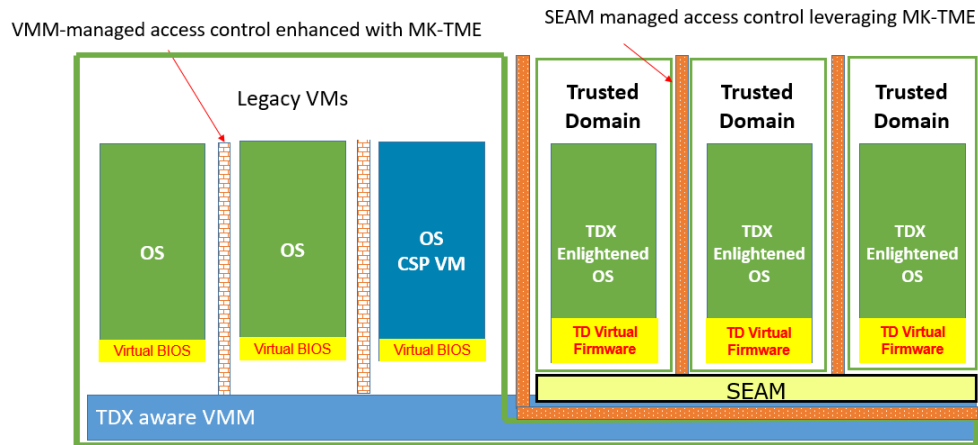 VMM-managed access control enhanced with MK-TME
SEAM managed access control leveraging MK-TME
Legacy VMs
OS
Virtual BIOS
OS
Virtual BIOS
OS
CSP VM
Virtual BIOS
Trusted
Domain
TDX
Enlightened
OS
TD Virtual
Firmware
Trusted
Domain
TDX
Enlightened
OS
TD Virtual
Firmware
Trusted
Domain
TDX
Enlightened
OS
TD Virtual
Firmware
SEAM
TDX aware VMM